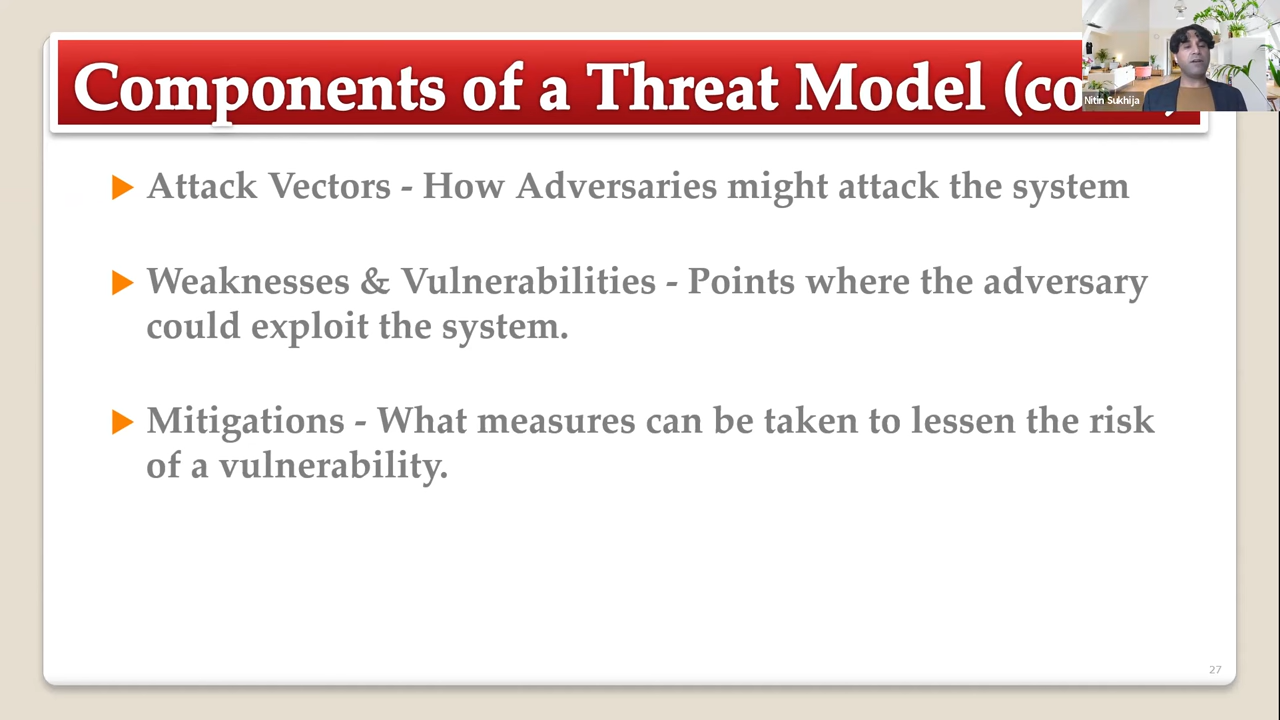 Components of a Threat Model (co
Nitin Sukhija
Attack Vectors - How Adversaries might attack the system
Weaknesses & Vulnerabilities - Points where the adversary
could exploit the system.
Mitigations - What measures can be taken to lessen the risk
of a vulnerability.
27